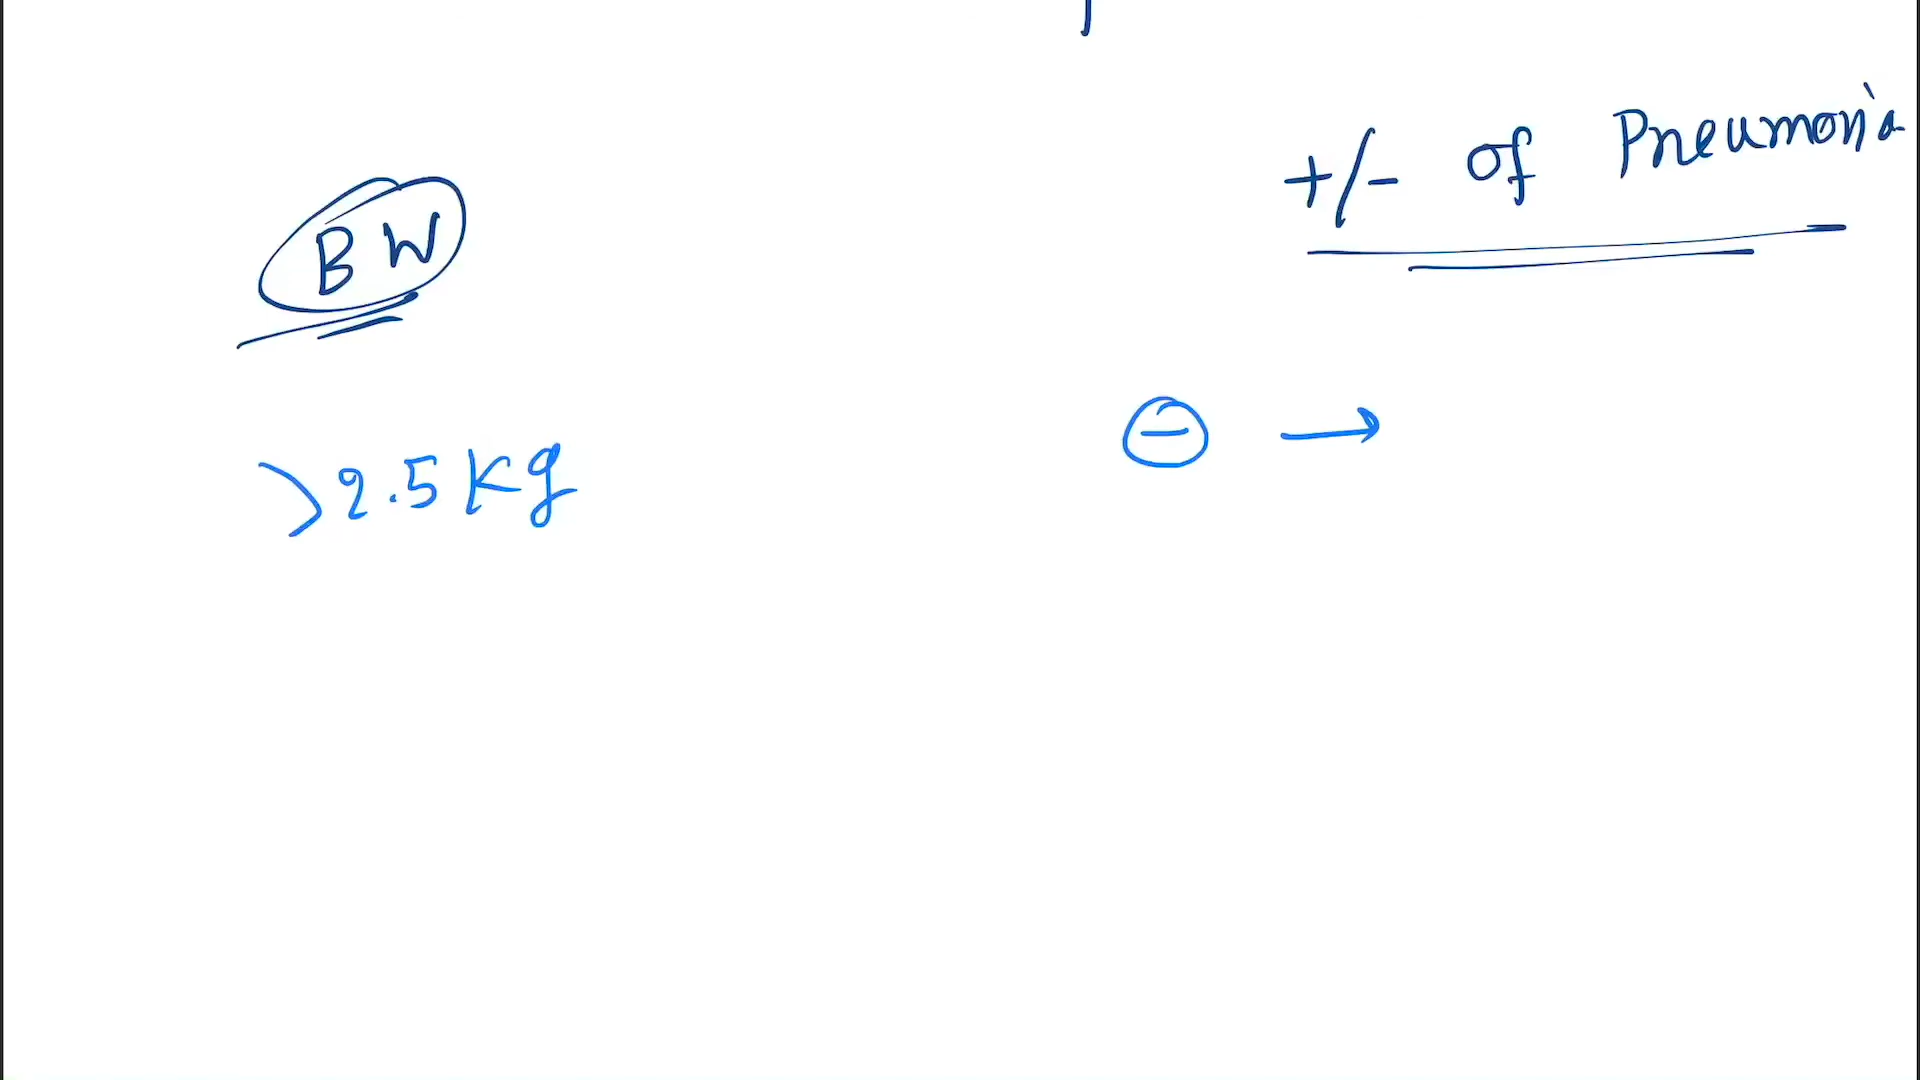 +/- of Pneumonia
BW
⊖ →
>2.5 Kg